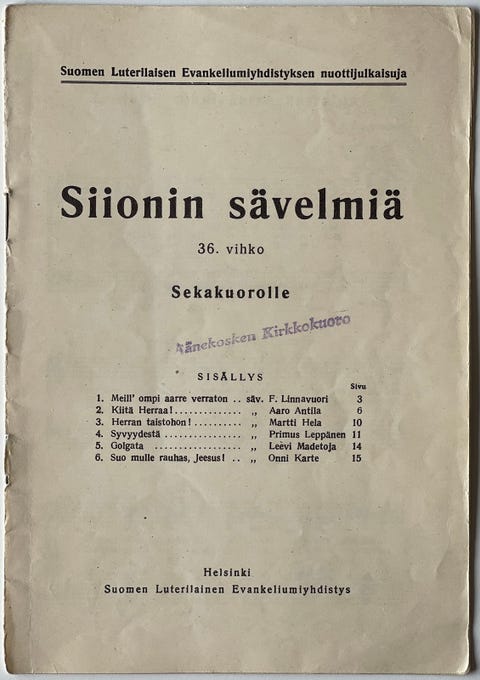 Suomen Luterilaisen Evankeliumiyhdistyksen nuottijulkaisuja
Siionin sävelmiä
36. vihko
Sekakuorolle
Äänekosken Kirkkokuoro
SISÄLLYS
Sivu
1. Meill' ompi aarre verraton .. säv. F. Linnavuori 3
2. Kiitä Herraa! ............ „ Aaro Antila 6
3. Herran taistohon! .......... „ Martti Hela 10
4. Syvyydestä ................ „ Primus Leppänen 11
5. Golgata .................. „ Leevi Madetoja 14
6. Suo mulle rauhas, Jeesus! .. „ Onni Karte 15
Helsinki
Suomen Luterilainen Evankeliumiyhdistys